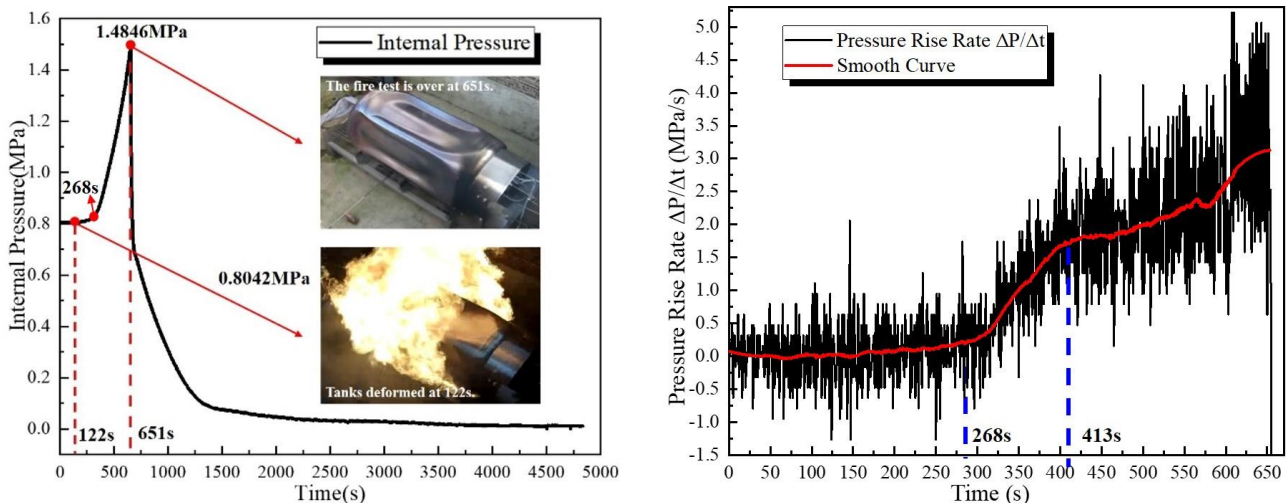 1.6
1.4
1.2
1.0
0.8
0.6
0.4
0.2
0.0
Internal Pressure(MPa)
1.4846MPa
Internal Pressure
The fire test is over at 651s.
268s
0.8042MPa
Tanks deformed at 122s.
122s
651s
0 500 1000 1500 2000 2500 3000 3500 4000 4500 5000
Time(s)
5.0
4.5
4.0
3.5
3.0
2.5
2.0
1.5
1.0
0.5
0.0
-0.5
-1.0
-1.5
Pressure Rise Rate ΔP/Δt (MPa/s)
Pressure Rise Rate ΔP/Δt
Smooth Curve
268s
413s
0 50 100 150 200 250 300 350 400 450 500 550 600 650
Time (s)